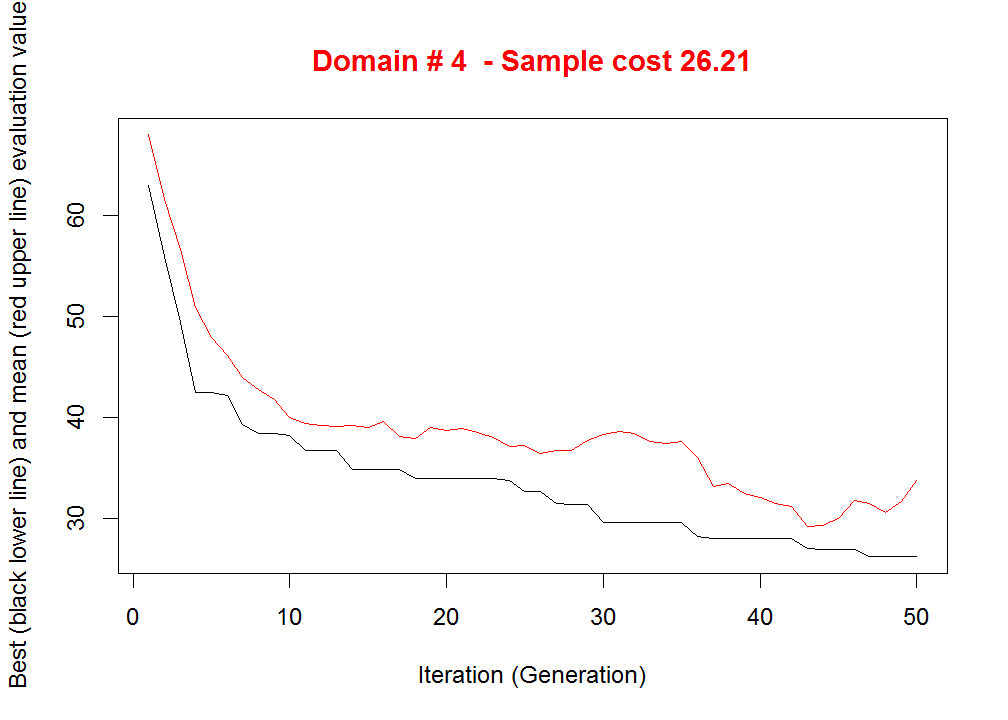 Domain # 4  - Sample cost 26.21
Best (black lower line) and mean (red upper line) evaluation value
60
50
40
30
0 10 20 30 40 50
Iteration (Generation)